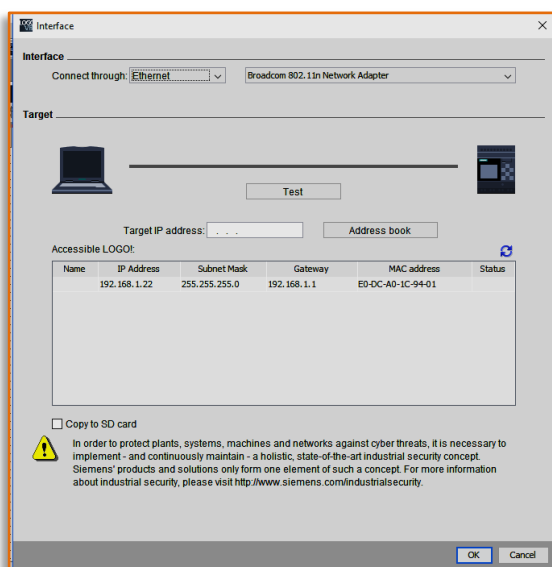 Interface
Interface
Connect through: Ethernet Broadcom 802.11n Network Adapter
Target
Test
Target IP address: . . . Address book
Accessible LOGO!:
Name IP Address Subnet Mask Gateway MAC address Status
192.168.1.22 255.255.255.0 192.168.1.1 E0-DC-A0-1C-94-01
Copy to SD card
In order to protect plants, systems, machines and networks against cyber threats, it is necessary to
implement - and continuously maintain - a holistic, state-of-the-art industrial security concept.
Siemens' products and solutions only form one element of such a concept. For more information
about industrial security, please visit http://www.siemens.com/industrialsecurity.
OK Cancel